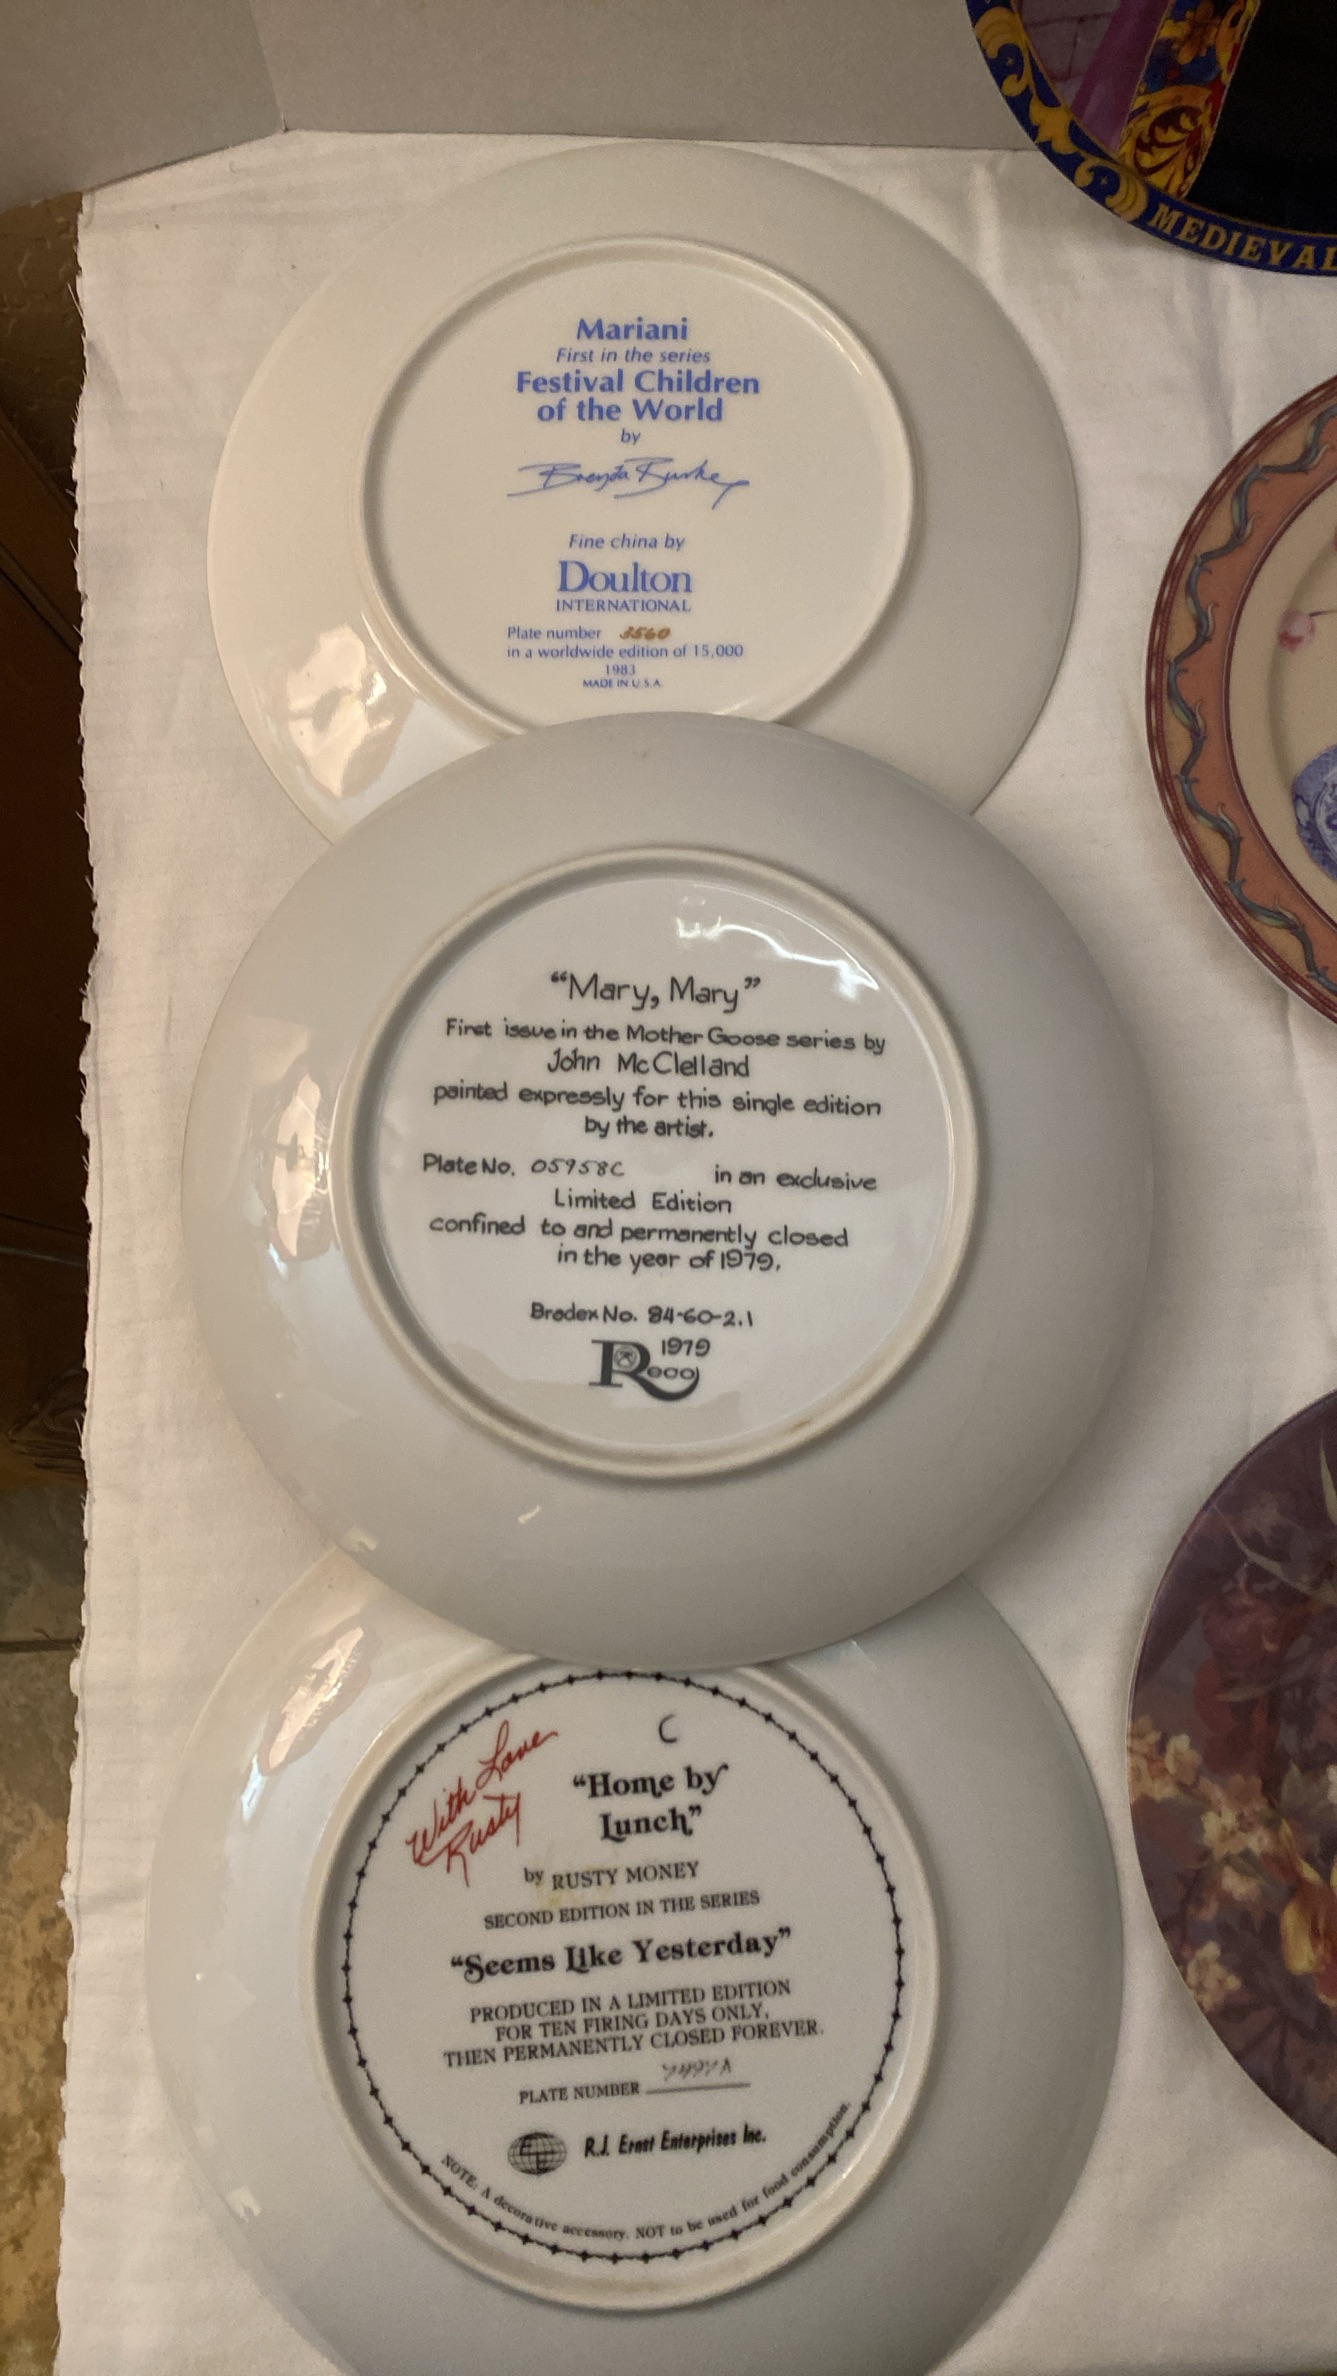 MEDIEVAL
Mariani
First in the series
Festival Children
of the World
by
Brenda Burke
Fine china by
Doulton
INTERNATIONAL
Plate number 3560
in a worldwide edition of 15,000
1983
MADE IN U.S.A.
“Mary, Mary”
First issue in the Mother Goose series by
John McClelland
painted expressly for this single edition
by the artist.
Plate No. 05958C in an exclusive
Limited Edition
confined to and permanently closed
in the year of 1979.
Bradex No. 84-60-2.1
1979
Reco
C
With Love
Rusty
“Home by
Lunch”
by RUSTY MONEY
SECOND EDITION IN THE SERIES
“Seems Like Yesterday”
PRODUCED IN A LIMITED EDITION
FOR TEN FIRING DAYS ONLY,
THEN PERMANENTLY CLOSED FOREVER.
PLATE NUMBER
R.J. Ernst Enterprises Inc.
NOTE: A decorative accessory. NOT to be used for food consumption.